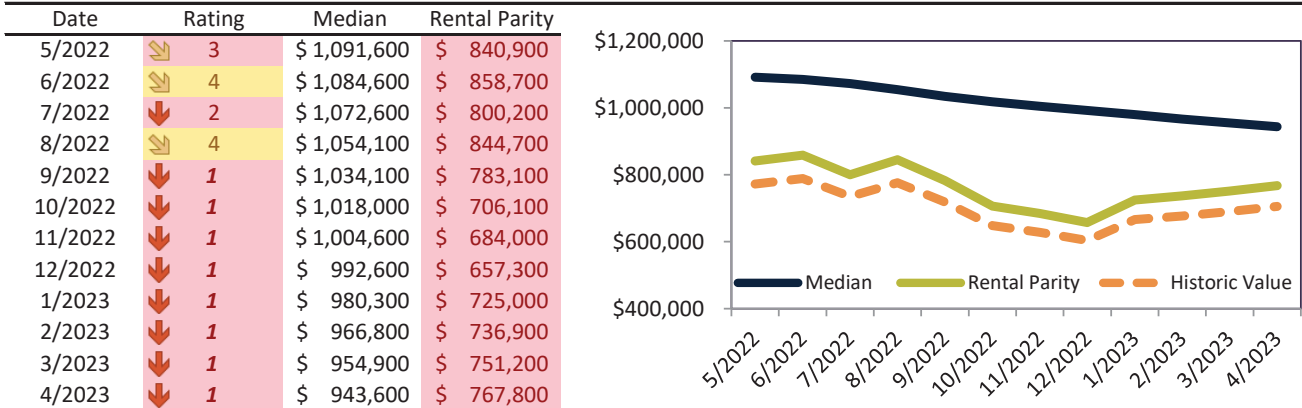 Date Rating Median Rental Parity
5/2022 3 $ 1,091,600 $ 840,900
6/2022 4 $ 1,084,600 $ 858,700
7/2022 2 $ 1,072,600 $ 800,200
8/2022 4 $ 1,054,100 $ 844,700
9/2022 1 $ 1,034,100 $ 783,100
10/2022 1 $ 1,018,000 $ 706,100
11/2022 1 $ 1,004,600 $ 684,000
12/2022 1 $ 992,600 $ 657,300
1/2023 1 $ 980,300 $ 725,000
2/2023 1 $ 966,800 $ 736,900
3/2023 1 $ 954,900 $ 751,200
4/2023 1 $ 943,600 $ 767,800
$1,200,000
$1,000,000
$800,000
$600,000
$400,000
Median Rental Parity Historic Value
5/2022 6/2022 7/2022 8/2022 9/2022 10/2022 11/2022 12/2022 1/2023 2/2023 3/2023 4/2023